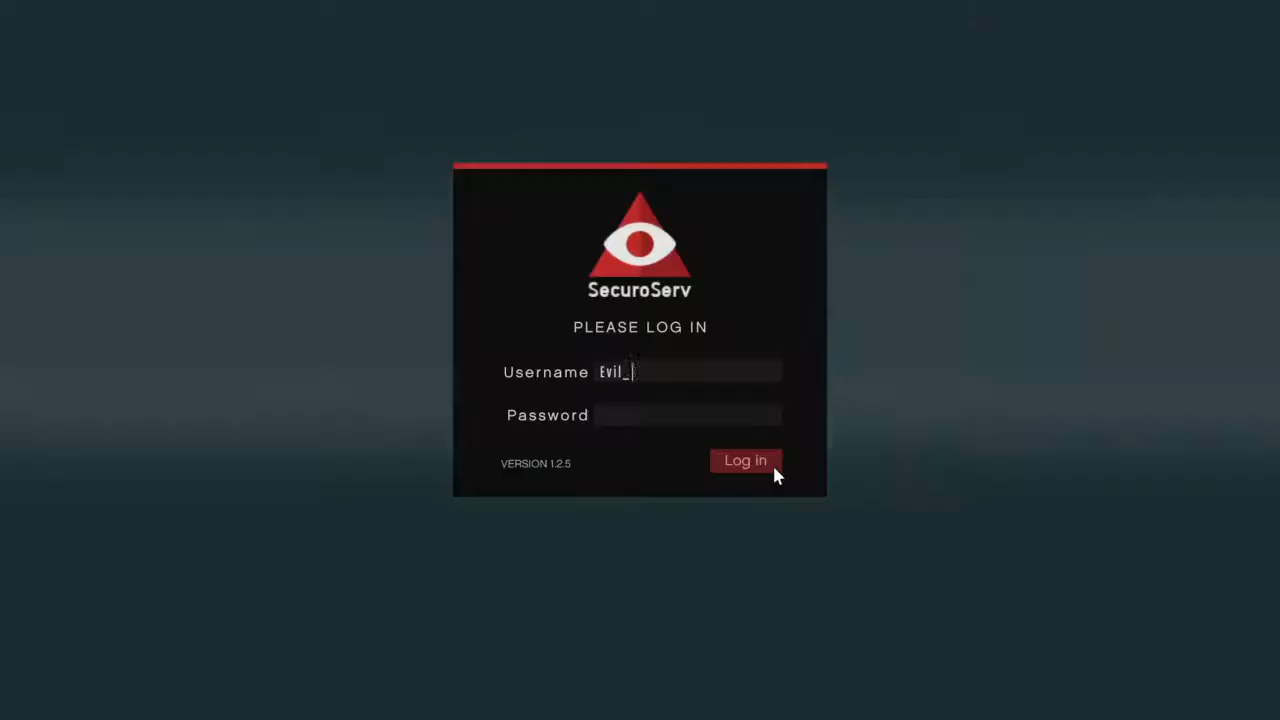 SecuroServ
PLEASE LOG IN
Username Evil_
Password
VERSION 1.2.5 Log in